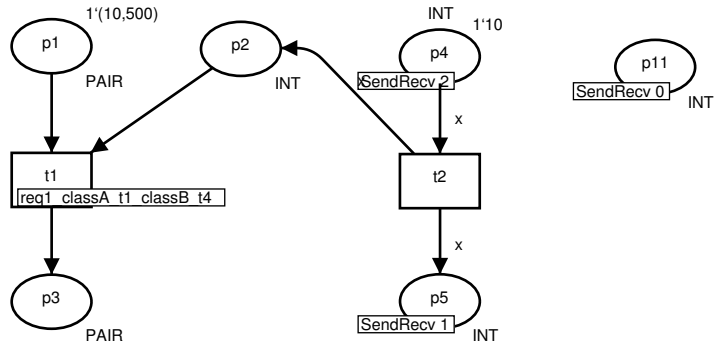 1`(10,500)
INT
p1
p2
p4
1`10
p11
PAIR
INT
x
SendRecv 2
SendRecv 0
INT
x
t1
t2
req1_classA_t1_classB_t4
x
p3
p5
SendRecv 1
PAIR
INT